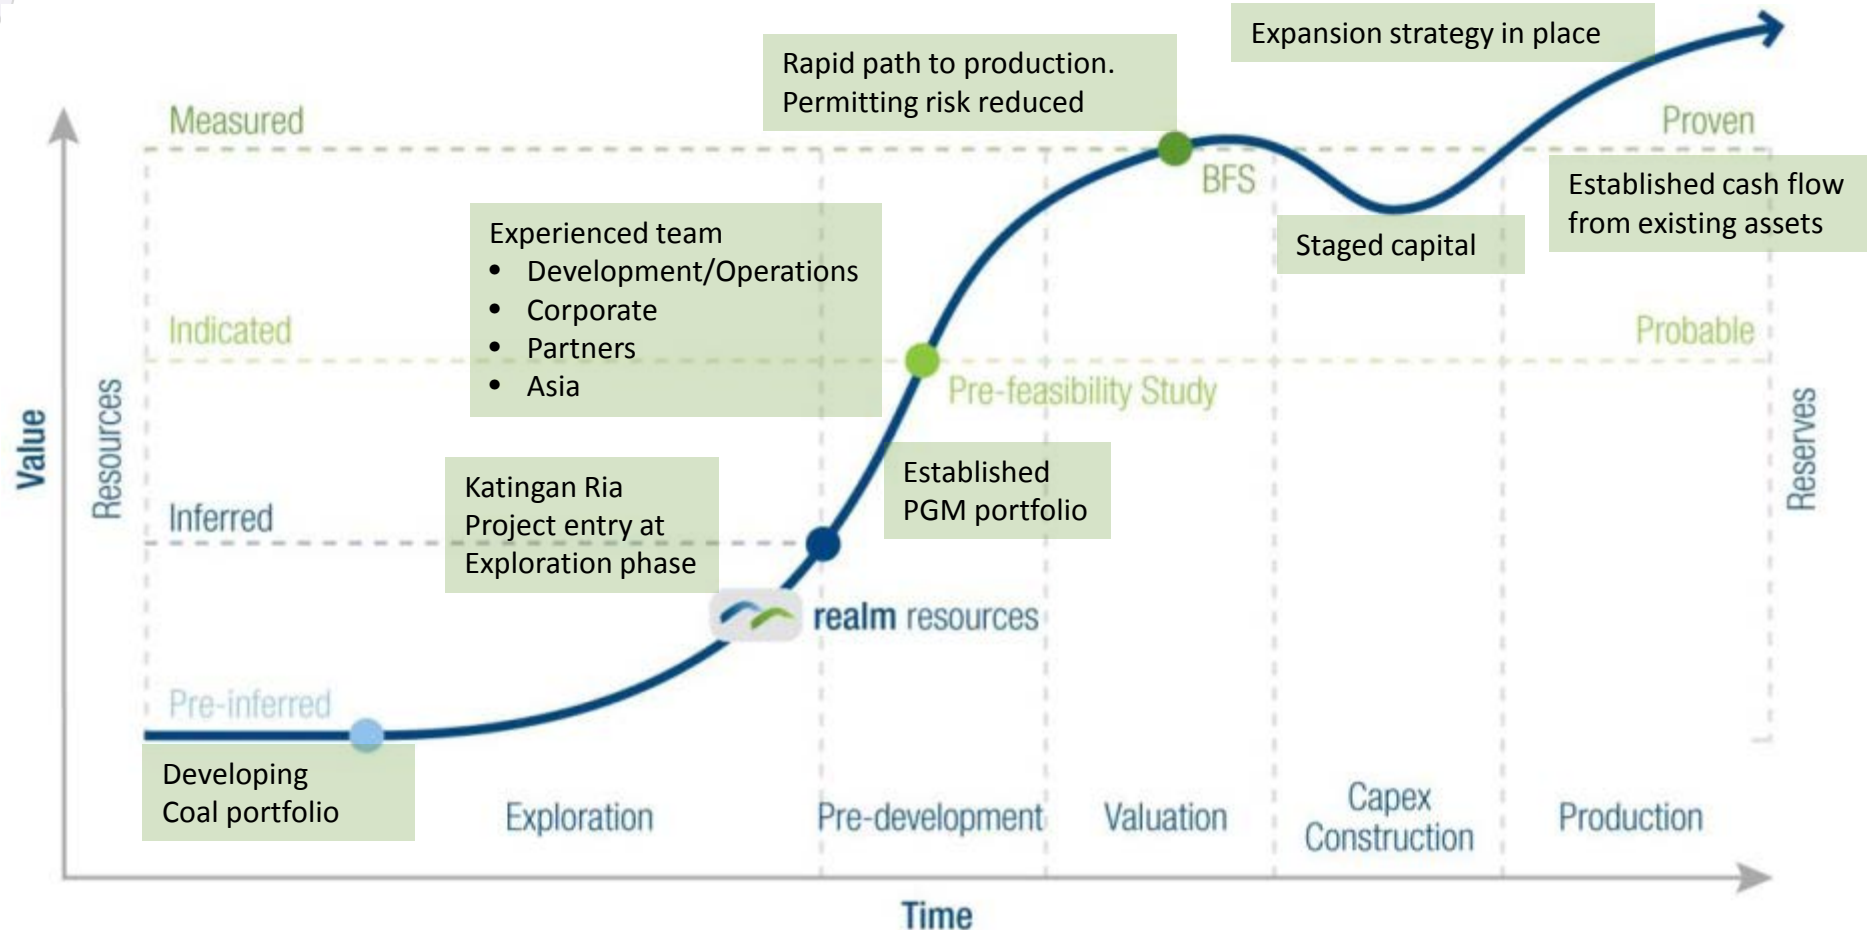 Expansion strategy in place
Rapid path to production.
Permitting risk reduced
Measured
Proven
BFS
Established cash flow
from existing assets
Staged capital
Experienced team
• Development/Operations
• Corporate
• Partners
• Asia
Indicated
Probable
Pre-feasibility Study
Value
Resources
Reserves
Established
PGM portfolio
Katingan Ria
Project entry at
Exploration phase
Inferred
realm resources
Pre-inferred
Developing
Coal portfolio
Exploration
Pre-development
Valuation
Capex
Construction
Production
Time